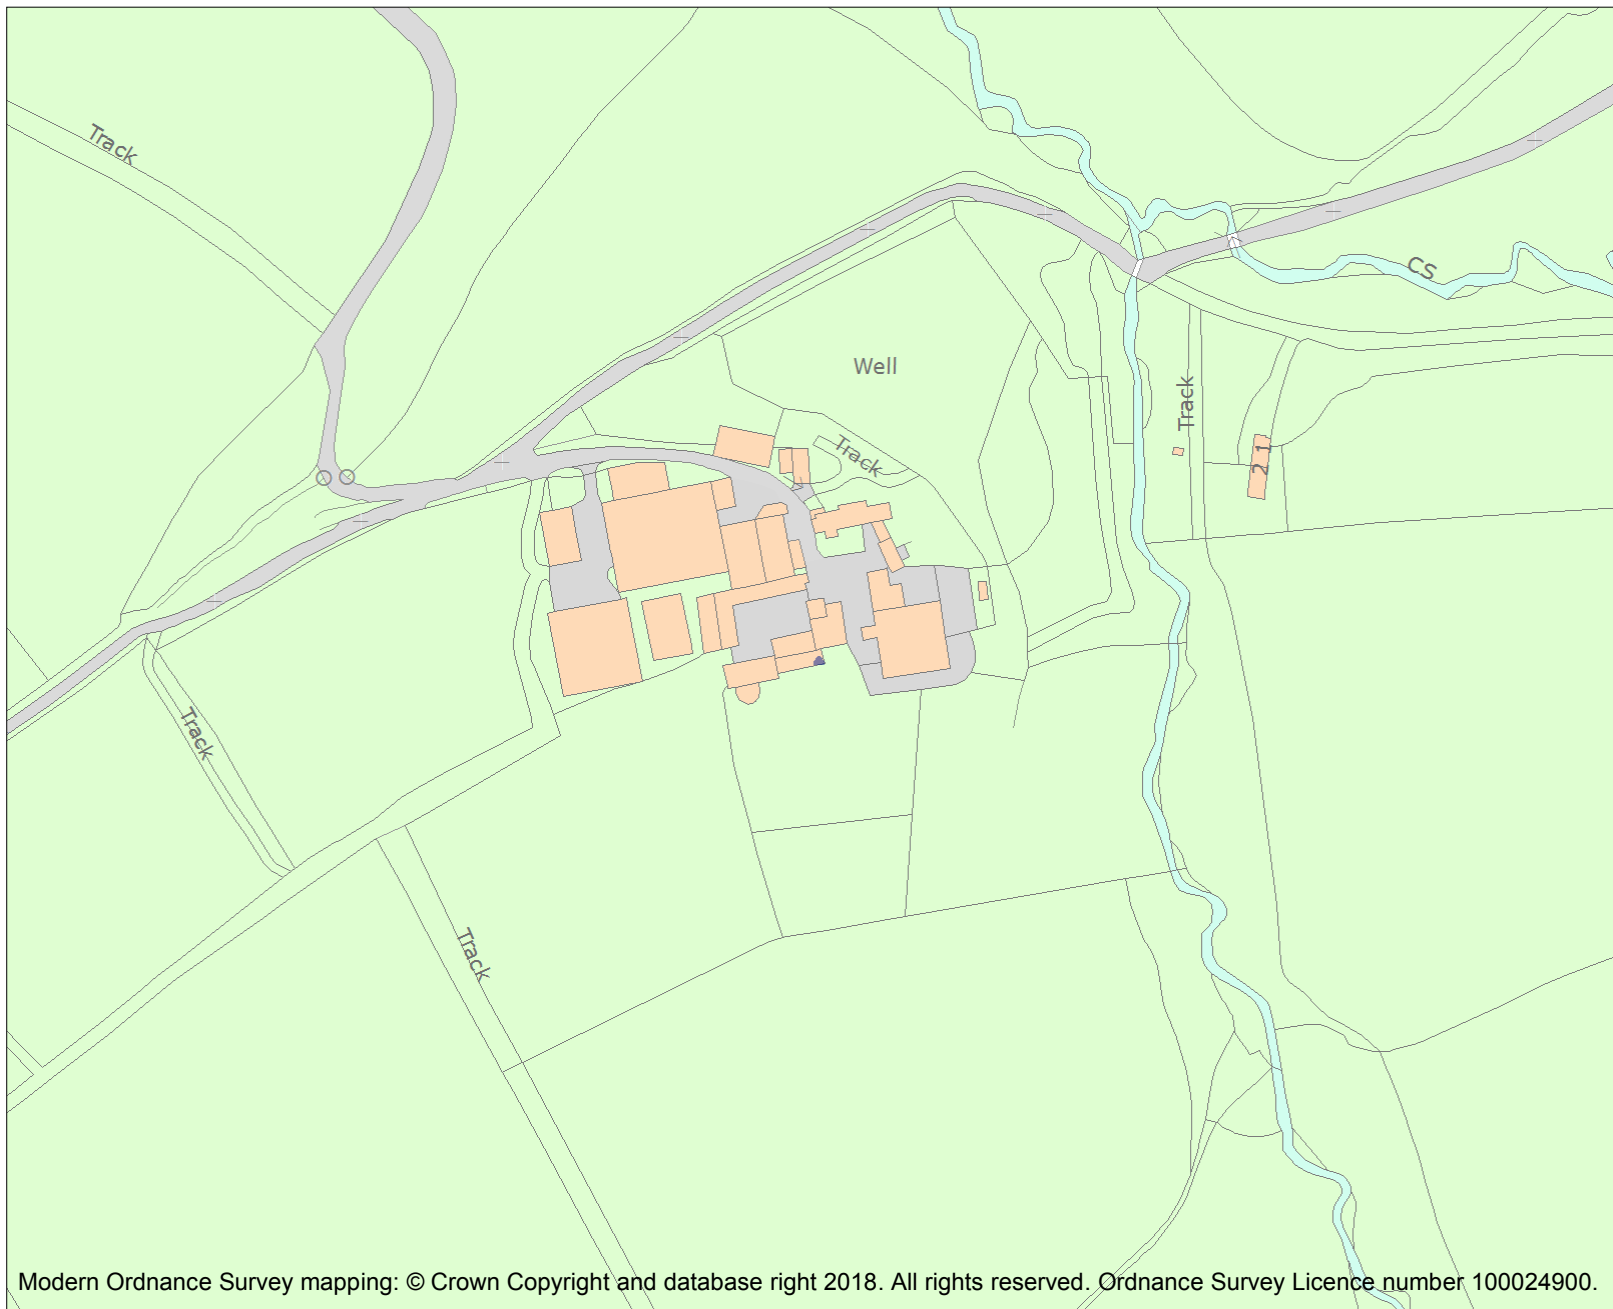 Track
CS
Well
Track
Track
2 1
Track
Track
Modern Ordnance Survey mapping: © Crown Copyright and database right 2018. All rights reserved. Ordnance Survey Licence number 100024900.